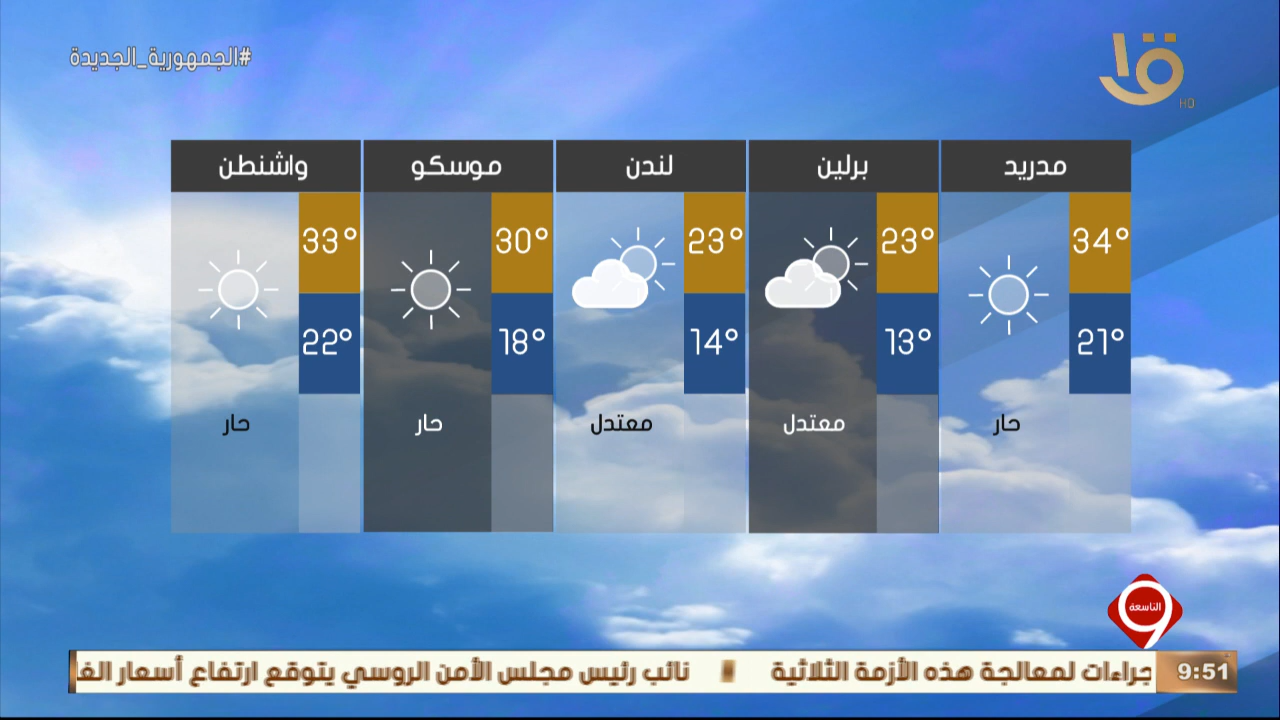 #الجمهورية_الجديدة
HD
مدريد
34°
21°
حار
برلين
23°
13°
معتدل
لندن
23°
14°
معتدل
موسكو
30°
18°
حار
واشنطن
33°
22°
حار
التاسعة
9
9:51
جراءات لمعالجة هذه الأزمة الثلاثية نائب رئيس مجلس الأمن الروسي يتوقع ارتفاع أسعار الغا